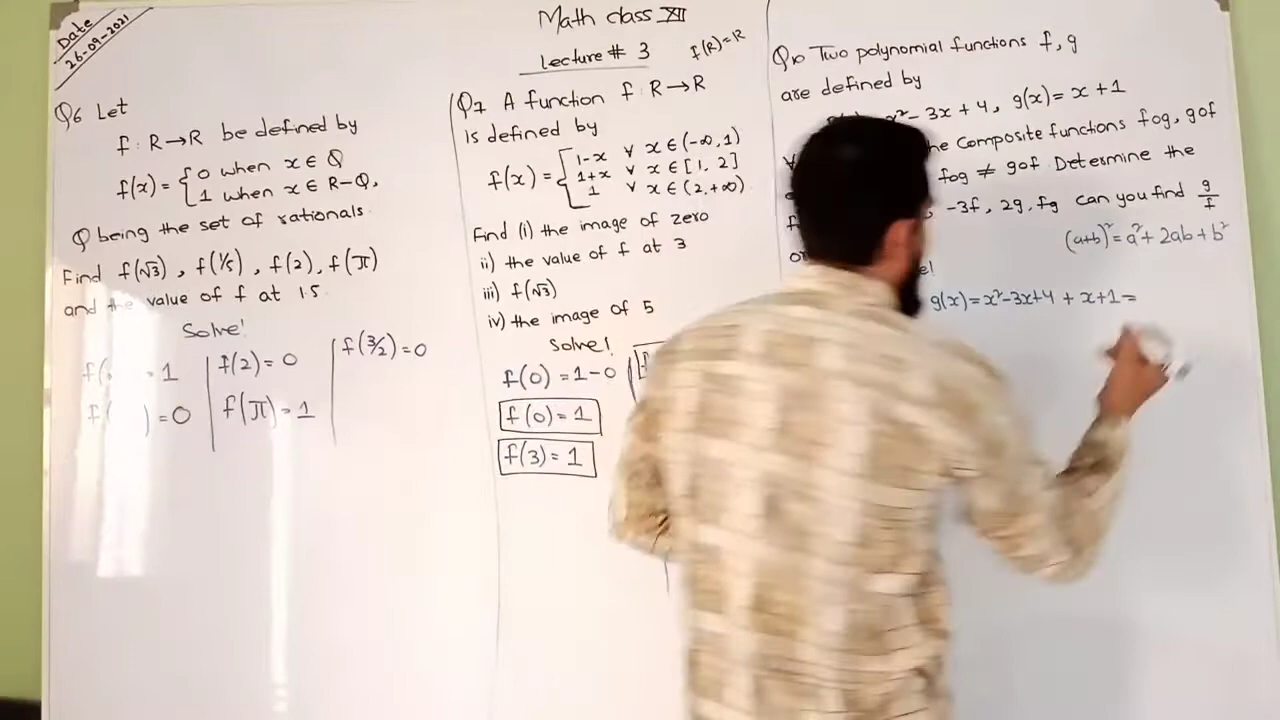 Date
26-09-2021
Math class XII
Lecture # 3
f(R)=R
Q6 Let
f: R→R be defined by
f(x) = { 0 when x ∈ Q
1 when x ∈ R-Q,
Q being the set of rationals.
Find f(√3), f(1/5), f(2), f(π)
and the value of f at 1.5
Solve!
f( = 1
f( ) = 0
f(2) = 0
f(π) = 1
f(3/2) = 0
Q7 A function f: R→R
is defined by
f(x) = [ 1-x ∀ x ∈ (-∞, 1)
1+x ∀ x ∈ [1, 2]
1 ∀ x ∈ (2, +∞)
Find (i) the image of zero
ii) the value of f at 3
iii) f(√3)
iv) the image of 5
Solve!
f(0) = 1-0
f(0) = 1
f(3) = 1
Q10 Two polynomial functions f, g
are defined by
x²-3x+4, g(x) = x+1
∀ Composite functions fog, gof
fog ≠ gof Determine the
-3f, 2g, fg can you find g/f
or
(a+b)² = a²+2ab+b²
g(x) = x²-3x+4 + x+1 =